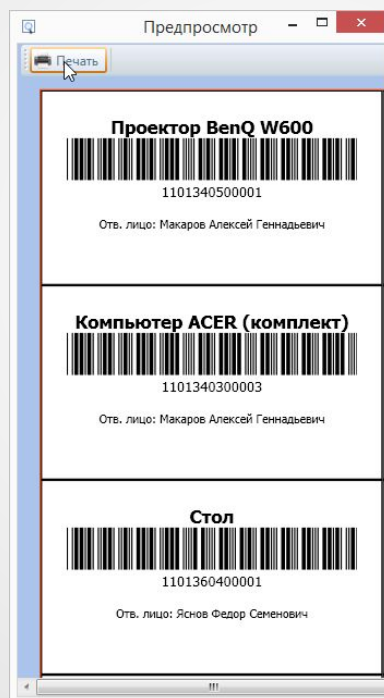 Предпросмотр
Печать
Проектор BenQ W600
1101340500001
Отв. лицо: Макаров Алексей Геннадьевич
Компьютер ACER (комплект)
1101340300003
Отв. лицо: Макаров Алексей Геннадьевич
Стол
1101360400001
Отв. лицо: Яснов Федор Семенович